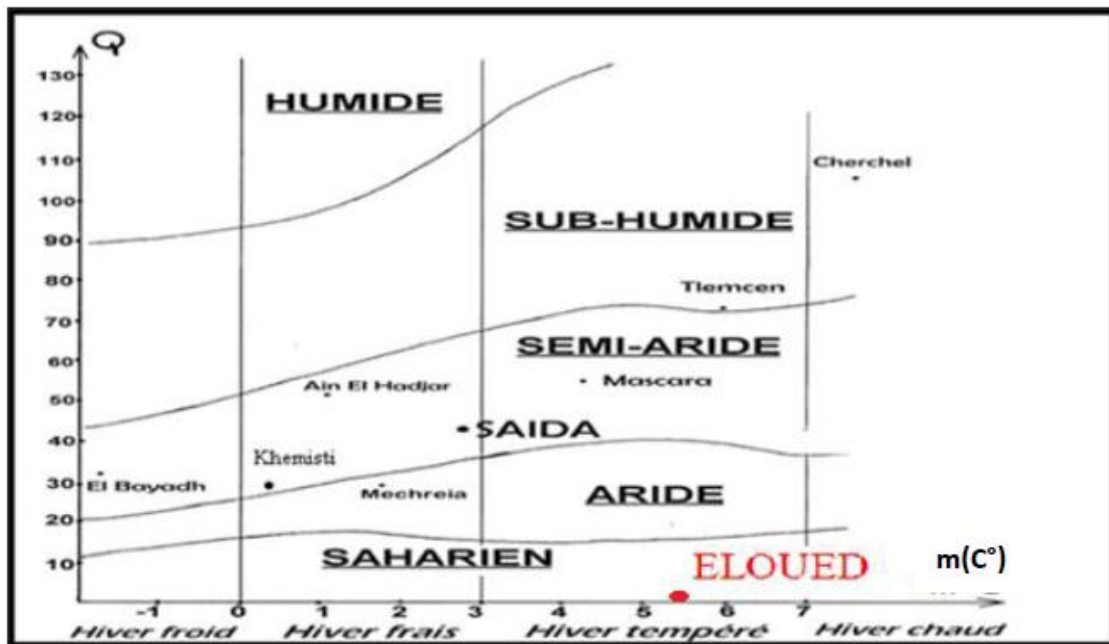 Q
130
HUMIDE
120
110
Cherchel
100
90
SUB-HUMIDE
80
Tlemcen
70
SEMI-ARIDE
60
Ain El Hadjar
Mascara
50
SAIDA
40
Khemisti
30
El Bayadh
Mechreia
ARIDE
20
SAHARIEN
10
ELOUED
m(C°)
-1 0 1 2 3 4 5 6 7
Hiver froid Hiver frais Hiver tempéré Hiver chaud